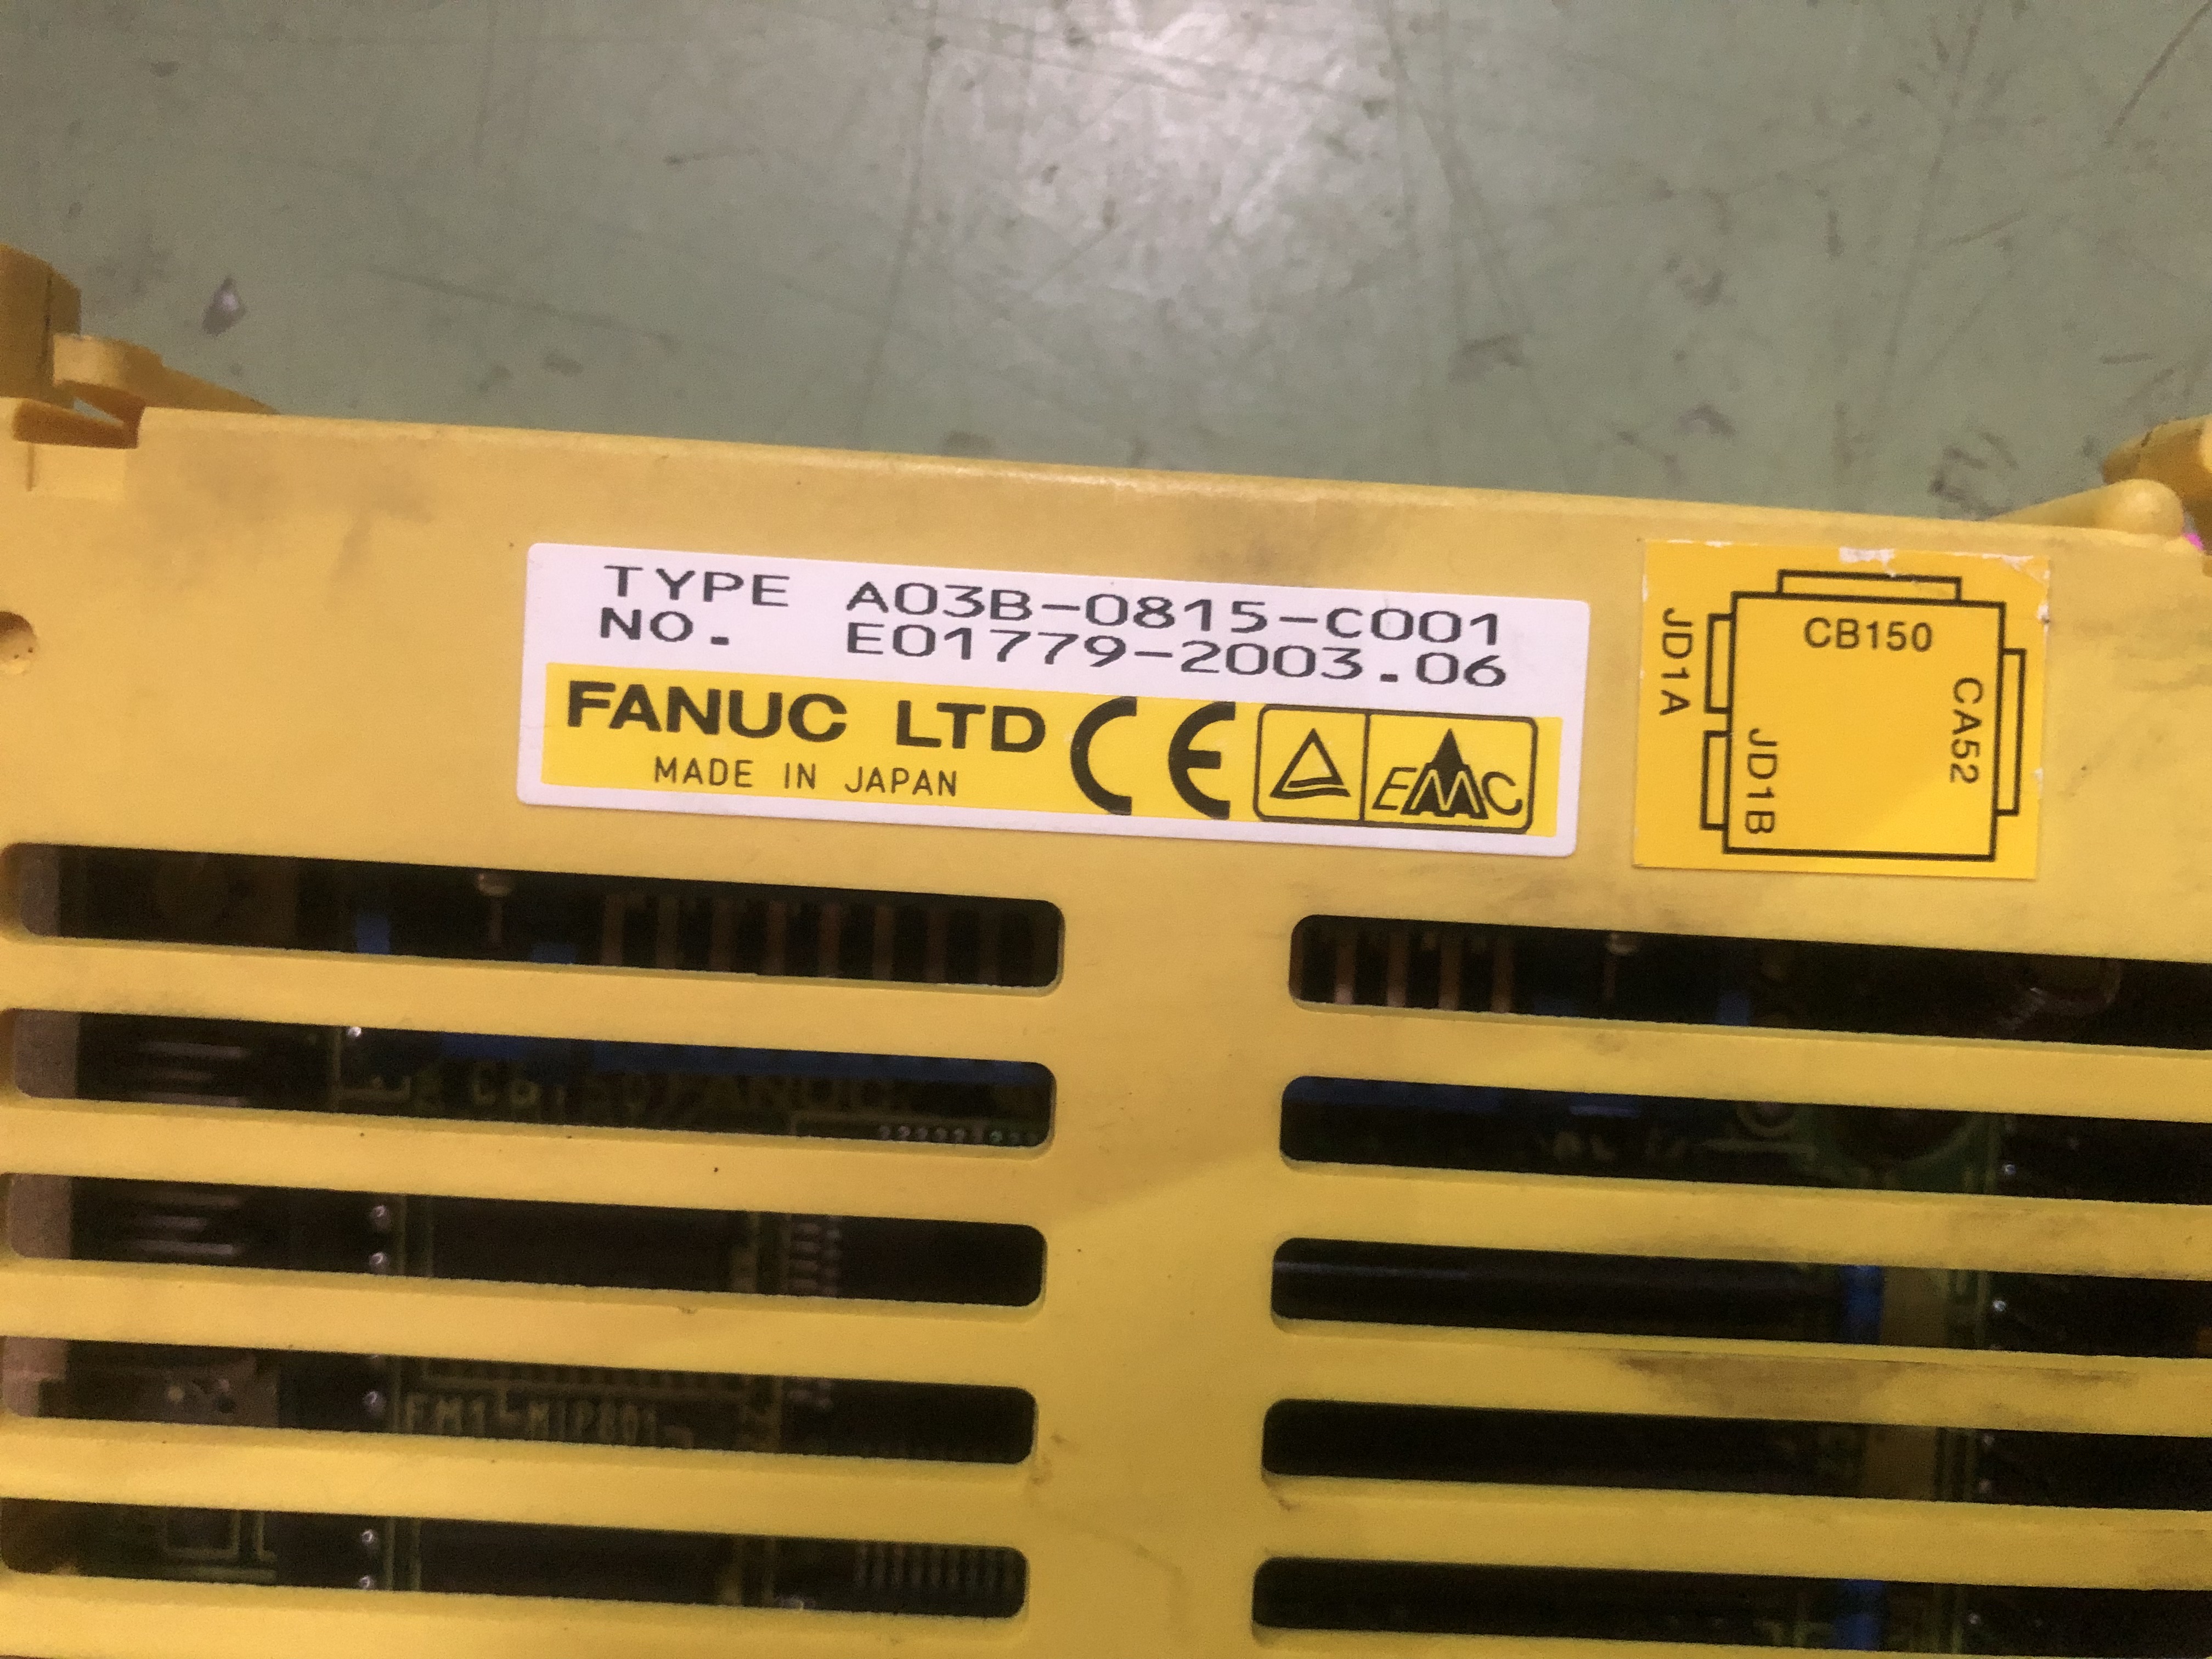 TYPE A03B-0815-C001
NO. E01779-2003.06
FANUC LTD
MADE IN JAPAN
CE
EMC
CB150
JD1A
CA52
JD1B
FANUC
FM1